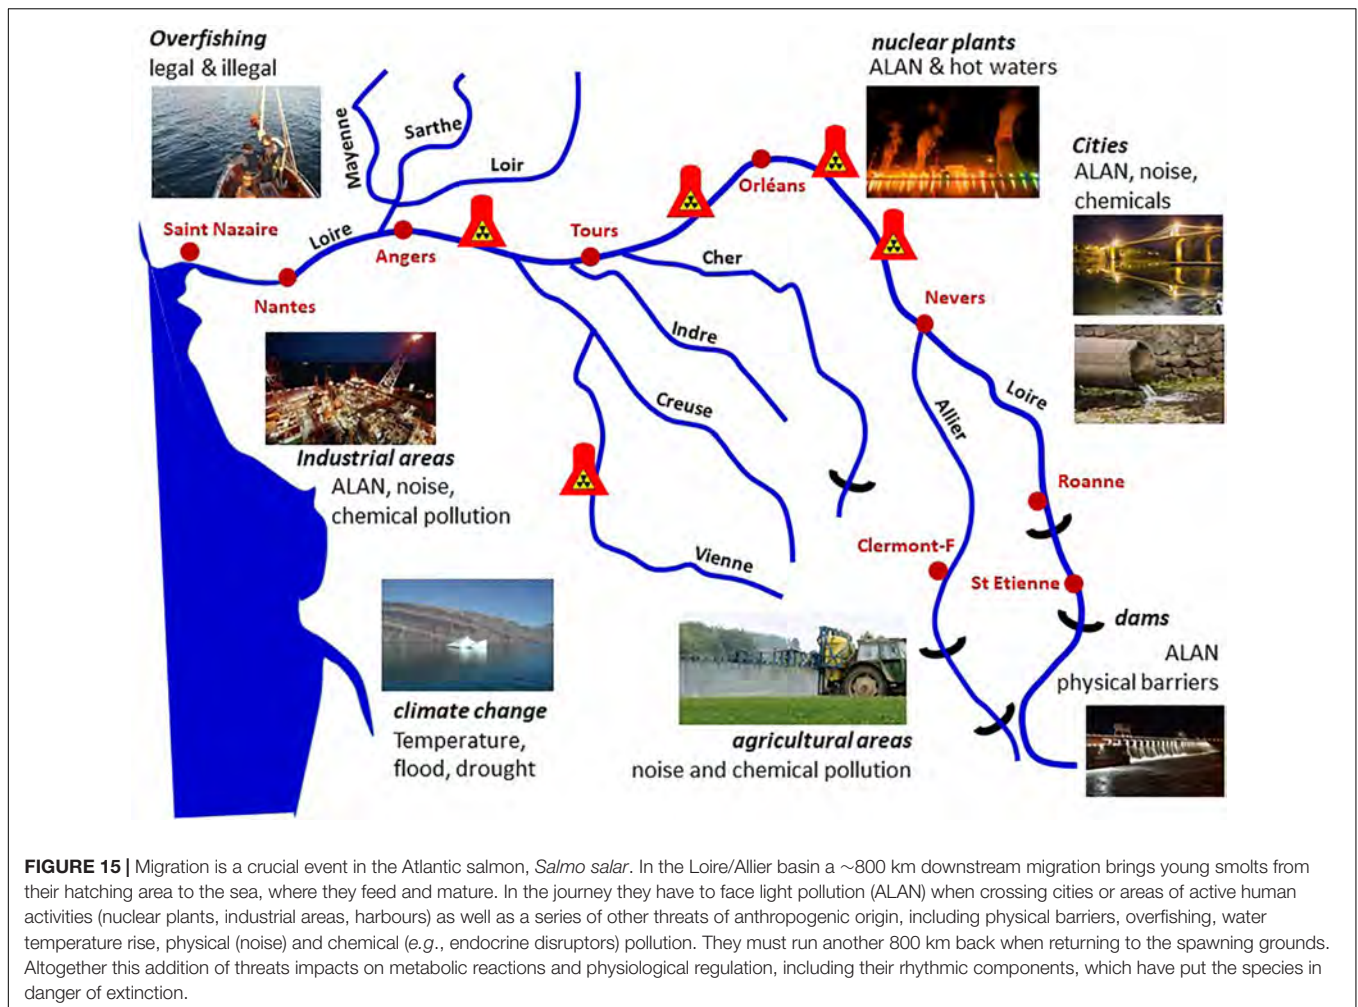 Overfishing
legal & illegal
nuclear plants
ALAN & hot waters
Cities
ALAN, noise,
chemicals
Mayenne
Sarthe
Loir
Saint Nazaire
Loire
Angers
Nantes
Tours
Orléans
Cher
Indre
Creuse
Vienne
Nevers
Loire
Allier
Roanne
Clermont-F
St Etienne
Industrial areas
ALAN, noise,
chemical pollution
dams
ALAN
physical barriers
climate change
Temperature,
flood, drought
agricultural areas
noise and chemical pollution
FIGURE 15 | Migration is a crucial event in the Atlantic salmon, Salmo salar. In the Loire/Allier basin a ∼800 km downstream migration brings young smolts from
their hatching area to the sea, where they feed and mature. In the journey they have to face light pollution (ALAN) when crossing cities or areas of active human
activities (nuclear plants, industrial areas, harbours) as well as a series of other threats of anthropogenic origin, including physical barriers, overfishing, water
temperature rise, physical (noise) and chemical (e.g., endocrine disruptors) pollution. They must run another 800 km back when returning to the spawning grounds.
Altogether this addition of threats impacts on metabolic reactions and physiological regulation, including their rhythmic components, which have put the species in
danger of extinction.